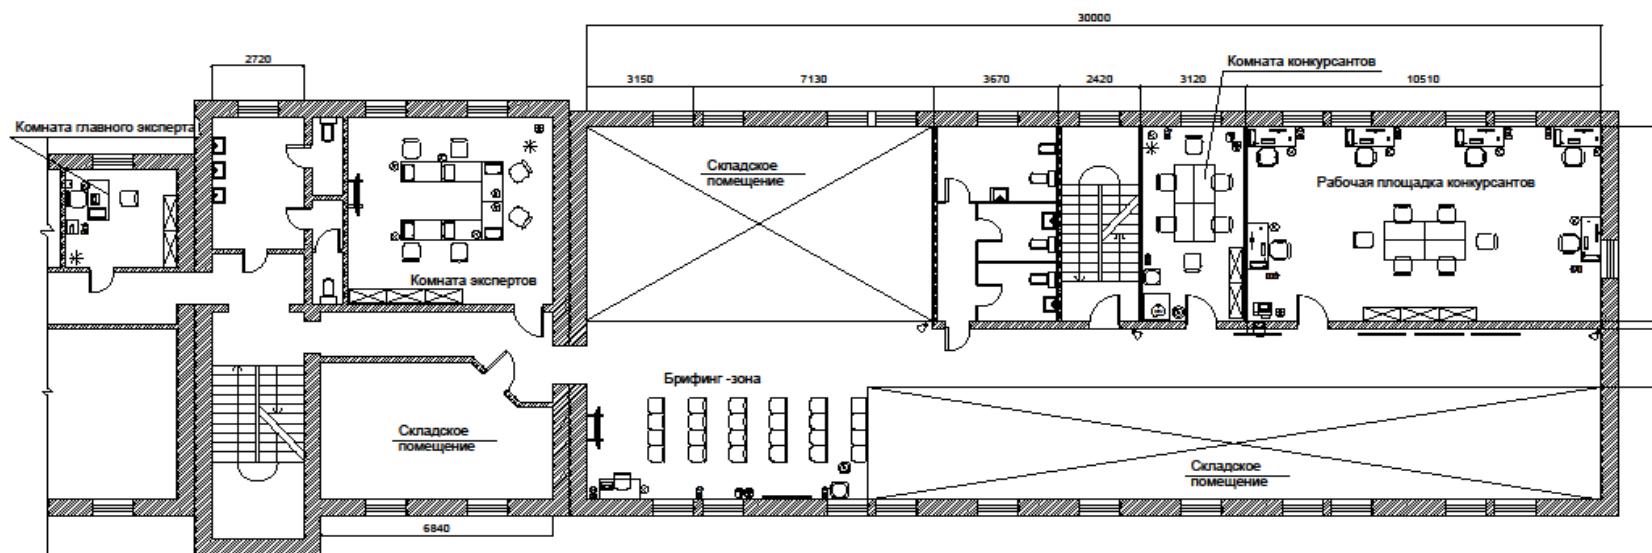 30000
2720
Комната конкурсантов
3150
7130
3670
2420
3120
10510
Комната главного эксперта
Складское
помещение
Рабочая площадка конкурсантов
Комната экспертов
Брифинг -зона
Складское
помещение
Складское
помещение
6840